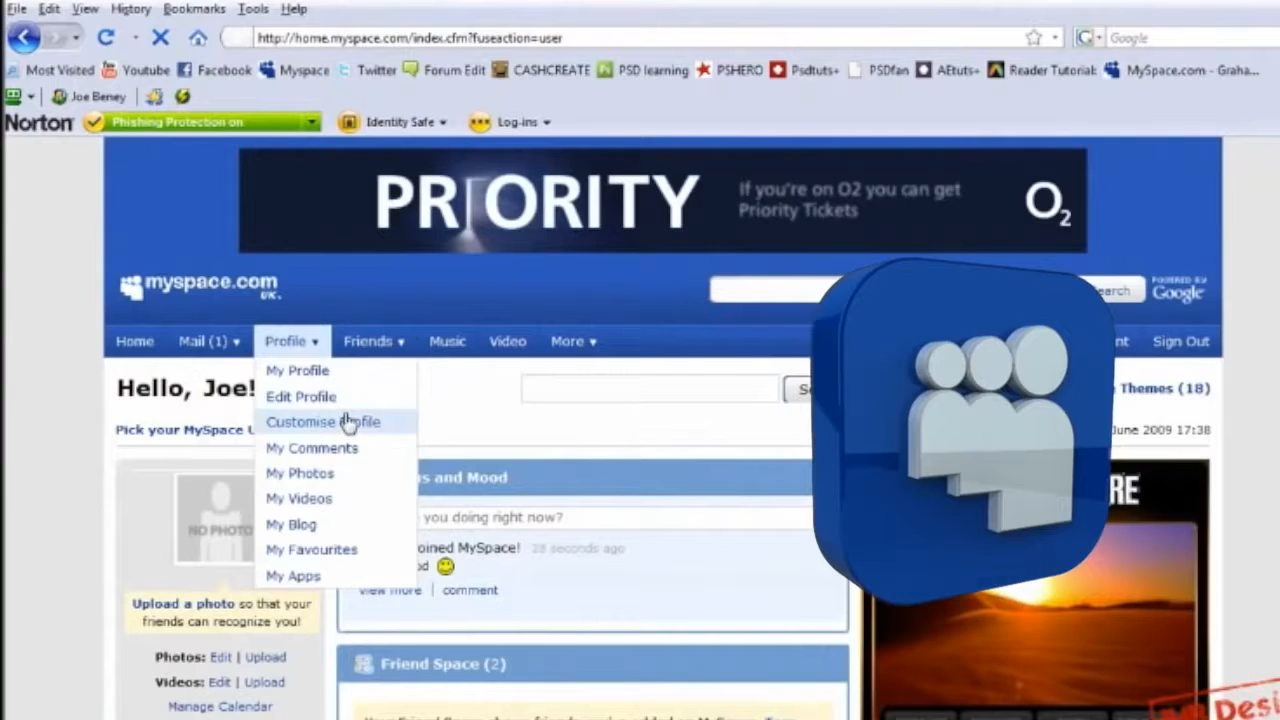 File Edit View History Bookmarks Tools Help
http://home.myspace.com/index.cfm?fuseaction=user
Google
Most Visited Youtube Facebook Myspace Twitter Forum Edit CASHCREATE PSD learning PSHERO Psdtuts+ PSDfan AEtuts+ Reader Tutorial: MySpace.com - Graha...
Joe Beney
Norton Phishing Protection on Identity Safe Log-ins
PRIORITY
If you're on O2 you can get
Priority Tickets
O2
myspace.com
UK.
Search
POWERED BY
Google
Home Mail (1) Profile Friends Music Video More Sign Out
Hello, Joe!
Themes (18)
Pick your MySpace
June 2009 17:38
My Profile
Edit Profile
Customise
My Comments
My Photos
My Videos
My Blog
My Favourites
My Apps
NO PHOTO
Upload a photo so that your
friends can recognize you!
Photos: Edit | Upload
Videos: Edit | Upload
Manage Calendar
and Mood
you doing right now?
joined MySpace! 28 seconds ago
view more | comment
Friend Space (2)